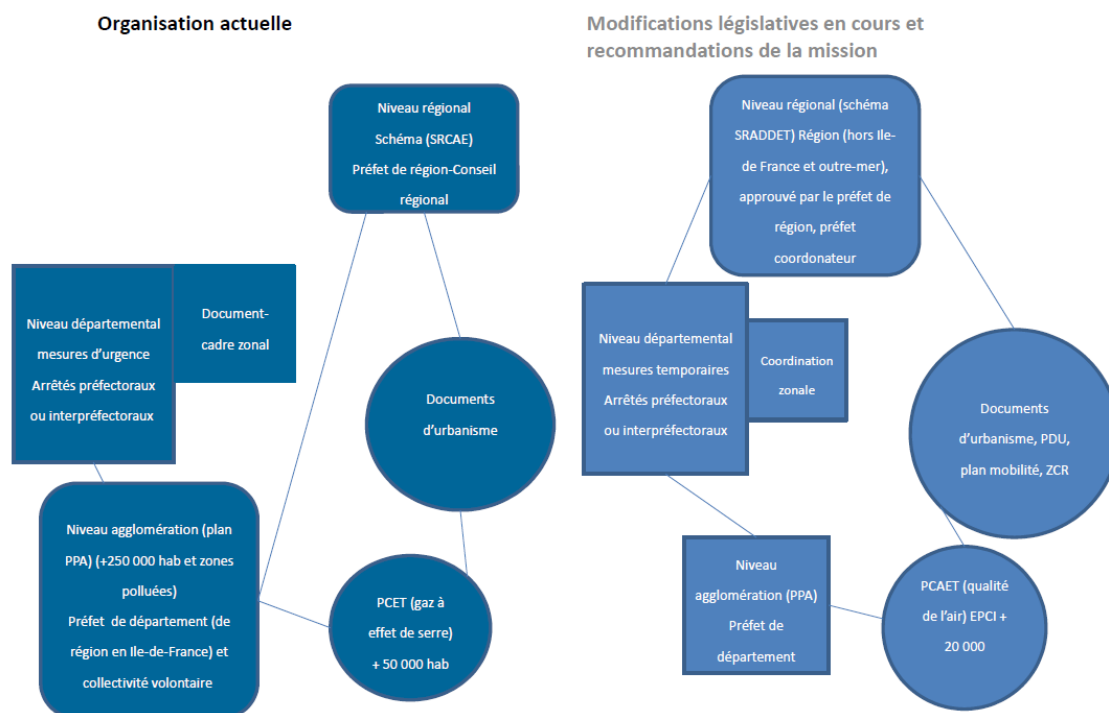 Organisation actuelle
Niveau régional
Schéma (SRCAE)
Préfet de région-Conseil
régional
Niveau départemental
mesures d'urgence
Arrêtés préfectoraux
ou interpréfectoraux
Document-
cadre zonal
Documents
d'urbanisme
Niveau agglomération (plan
PPA) (+250 000 hab et zones
polluées)
Préfet de département (de
région en Ile-de-France) et
collectivité volontaire
PCET (gaz à
effet de serre)
+ 50 000 hab
Modifications législatives en cours et
recommandations de la mission
Niveau régional (schéma
SRADDET) Région (hors Ile-
de France et outre-mer),
approuvé par le préfet de
région, préfet
coordonateur
Niveau départemental
mesures temporaires
Arrêtés préfectoraux
ou interpréfectoraux
Coordination
zonale
Documents
d'urbanisme, PDU,
plan mobilité, ZCR
Niveau
agglomération (PPA)
Préfet de
département
PCAET (qualité
de l'air) EPCI +
20 000